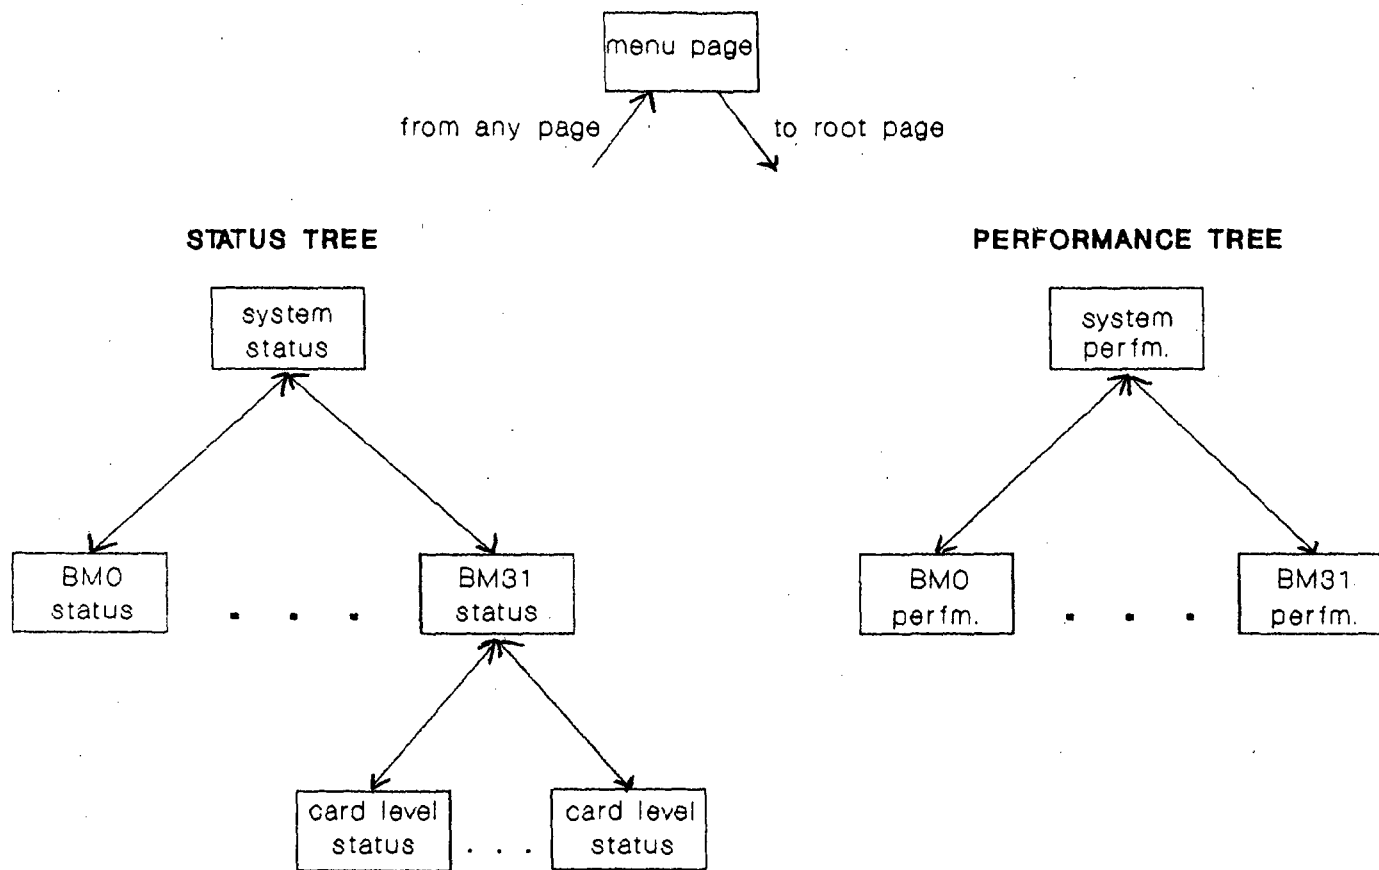 menu page
from any page
to root page
STATUS TREE
PERFORMANCE TREE
system
status
system
perfm.
BM0
status
. . .
BM31
status
BM0
perfm.
. . .
BM31
perfm.
card level
status
. . .
card level
status